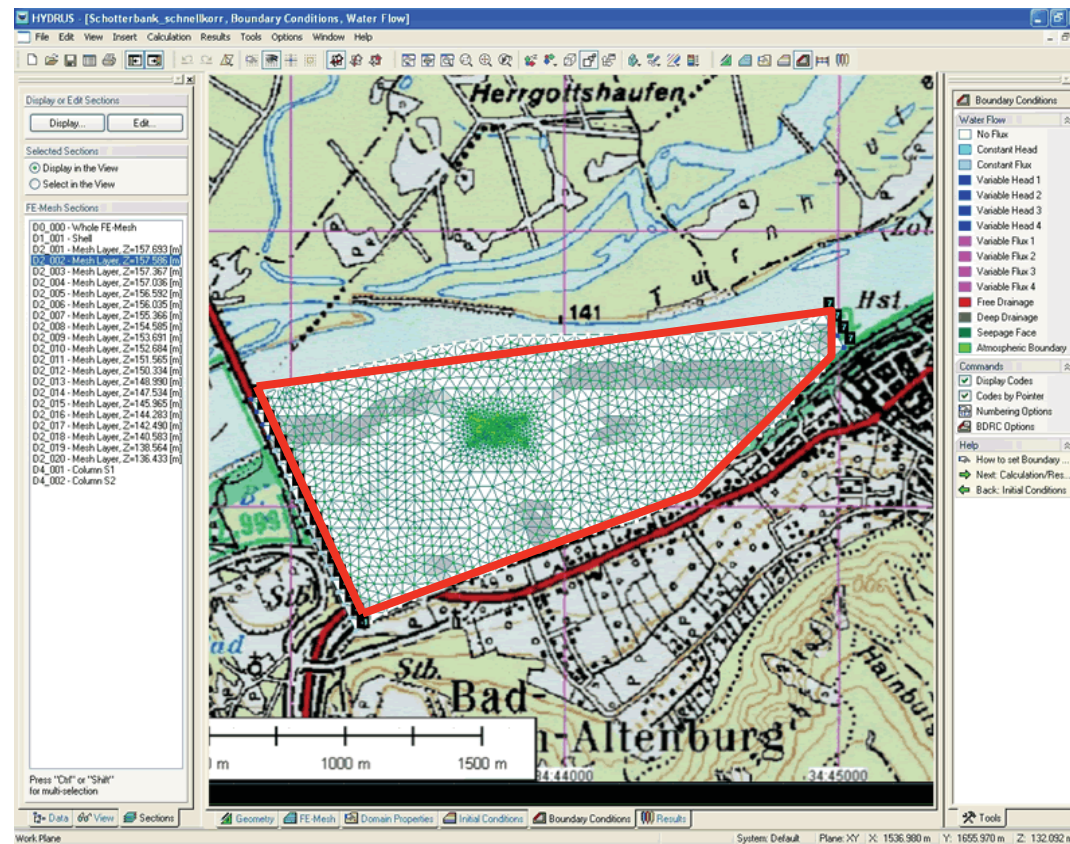 HYDRUS - [Schotterbank_schnellkorr, Boundary Conditions, Water Flow]
File Edit View Insert Calculation Results Tools Options Window Help
Display or Edit Sections
Display... Edit...
Selected Sections
Display in the View
Select in the View
FE-Mesh Sections
D0_000 - Whole FE-Mesh
D1_001 - Shell
D2_001 - Mesh Layer, Z=157.693 [m]
D2_002 - Mesh Layer, Z=157.586 [m]
D2_003 - Mesh Layer, Z=157.367 [m]
D2_004 - Mesh Layer, Z=157.036 [m]
D2_005 - Mesh Layer, Z=156.592 [m]
D2_006 - Mesh Layer, Z=156.035 [m]
D2_007 - Mesh Layer, Z=155.366 [m]
D2_008 - Mesh Layer, Z=154.585 [m]
D2_009 - Mesh Layer, Z=153.691 [m]
D2_010 - Mesh Layer, Z=152.684 [m]
D2_011 - Mesh Layer, Z=151.565 [m]
D2_012 - Mesh Layer, Z=150.334 [m]
D2_013 - Mesh Layer, Z=148.990 [m]
D2_014 - Mesh Layer, Z=147.534 [m]
D2_015 - Mesh Layer, Z=145.965 [m]
D2_016 - Mesh Layer, Z=144.283 [m]
D2_017 - Mesh Layer, Z=142.490 [m]
D2_018 - Mesh Layer, Z=140.583 [m]
D2_019 - Mesh Layer, Z=138.564 [m]
D2_020 - Mesh Layer, Z=136.433 [m]
D4_001 - Column S1
D4_002 - Column S2
Press "Ctrl" or "Shift"
for multi-selection
Data View Sections
Herrgottshaufen
141
Hst
Stb
ad
Stb.
Bad-
n-Altenburg
Hainburg
0 m 1000 m 1500 m
34:44000 34:45000
Geometry FE-Mesh Domain Properties Initial Conditions Boundary Conditions Results
Boundary Conditions
Water Flow
No Flux
Constant Head
Constant Flux
Variable Head 1
Variable Head 2
Variable Head 3
Variable Head 4
Variable Flux 1
Variable Flux 2
Variable Flux 3
Variable Flux 4
Free Drainage
Deep Drainage
Seepage Face
Atmospheric Boundary
Commands
Display Codes
Codes by Pointer
Numbering Options
BDRC Options
Help
How to set Boundary ...
Next: Calculation/Res...
Back: Initial Conditions
Tools
Work Plane System: Default Plane: XY X: 1536.980 m Y: 1655.970 m Z: 132.092 m